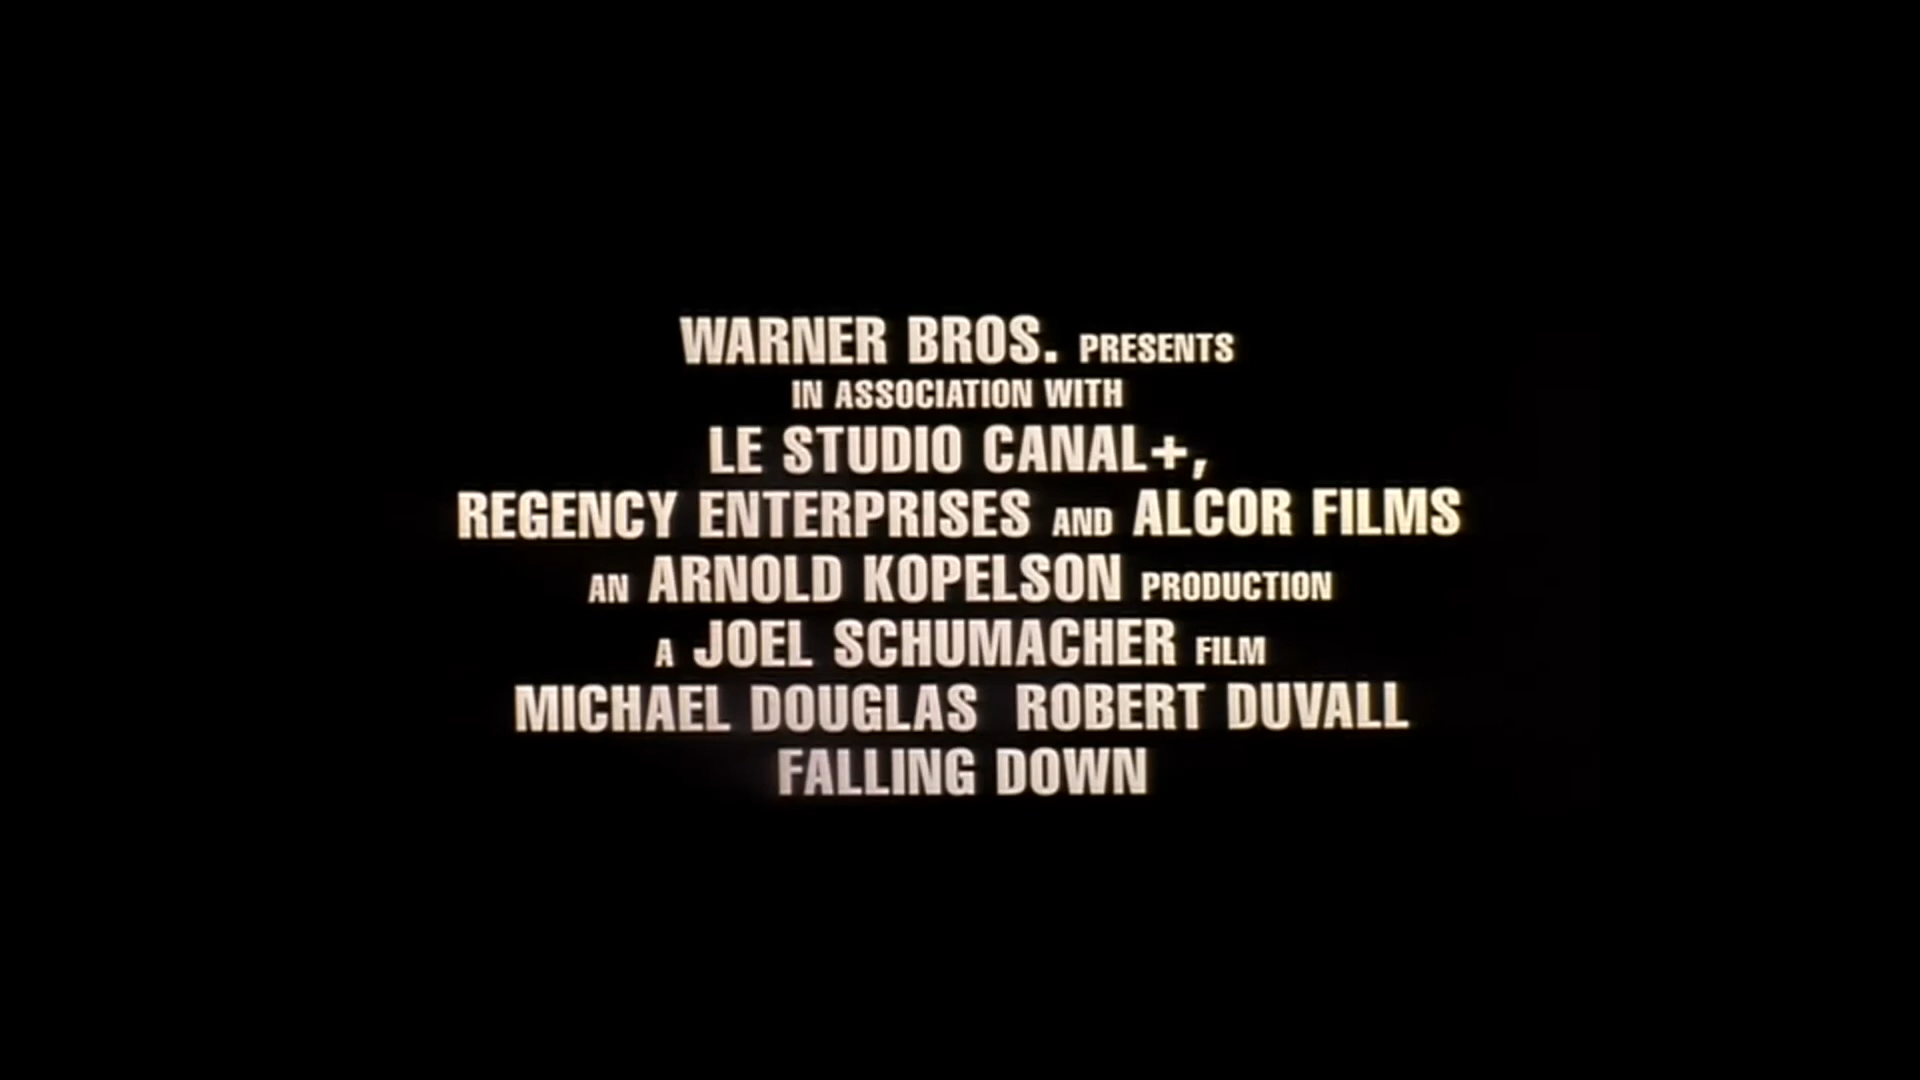 WARNER BROS. PRESENTS
IN ASSOCIATION WITH
LE STUDIO CANAL+,
REGENCY ENTERPRISES AND ALCOR FILMS
AN ARNOLD KOPELSON PRODUCTION
A JOEL SCHUMACHER FILM
MICHAEL DOUGLAS ROBERT DUVALL
FALLING DOWN